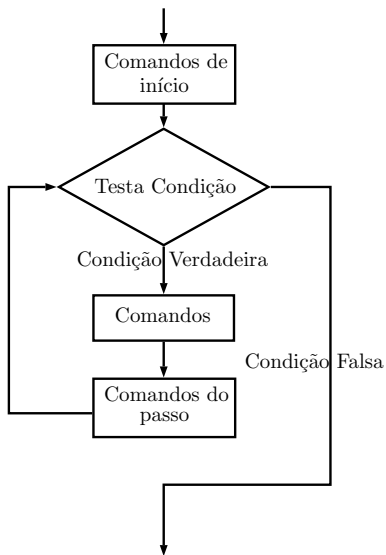 Comandos de
início
Testa Condição
Condição Verdadeira
Comandos
Condição Falsa
Comandos do
passo